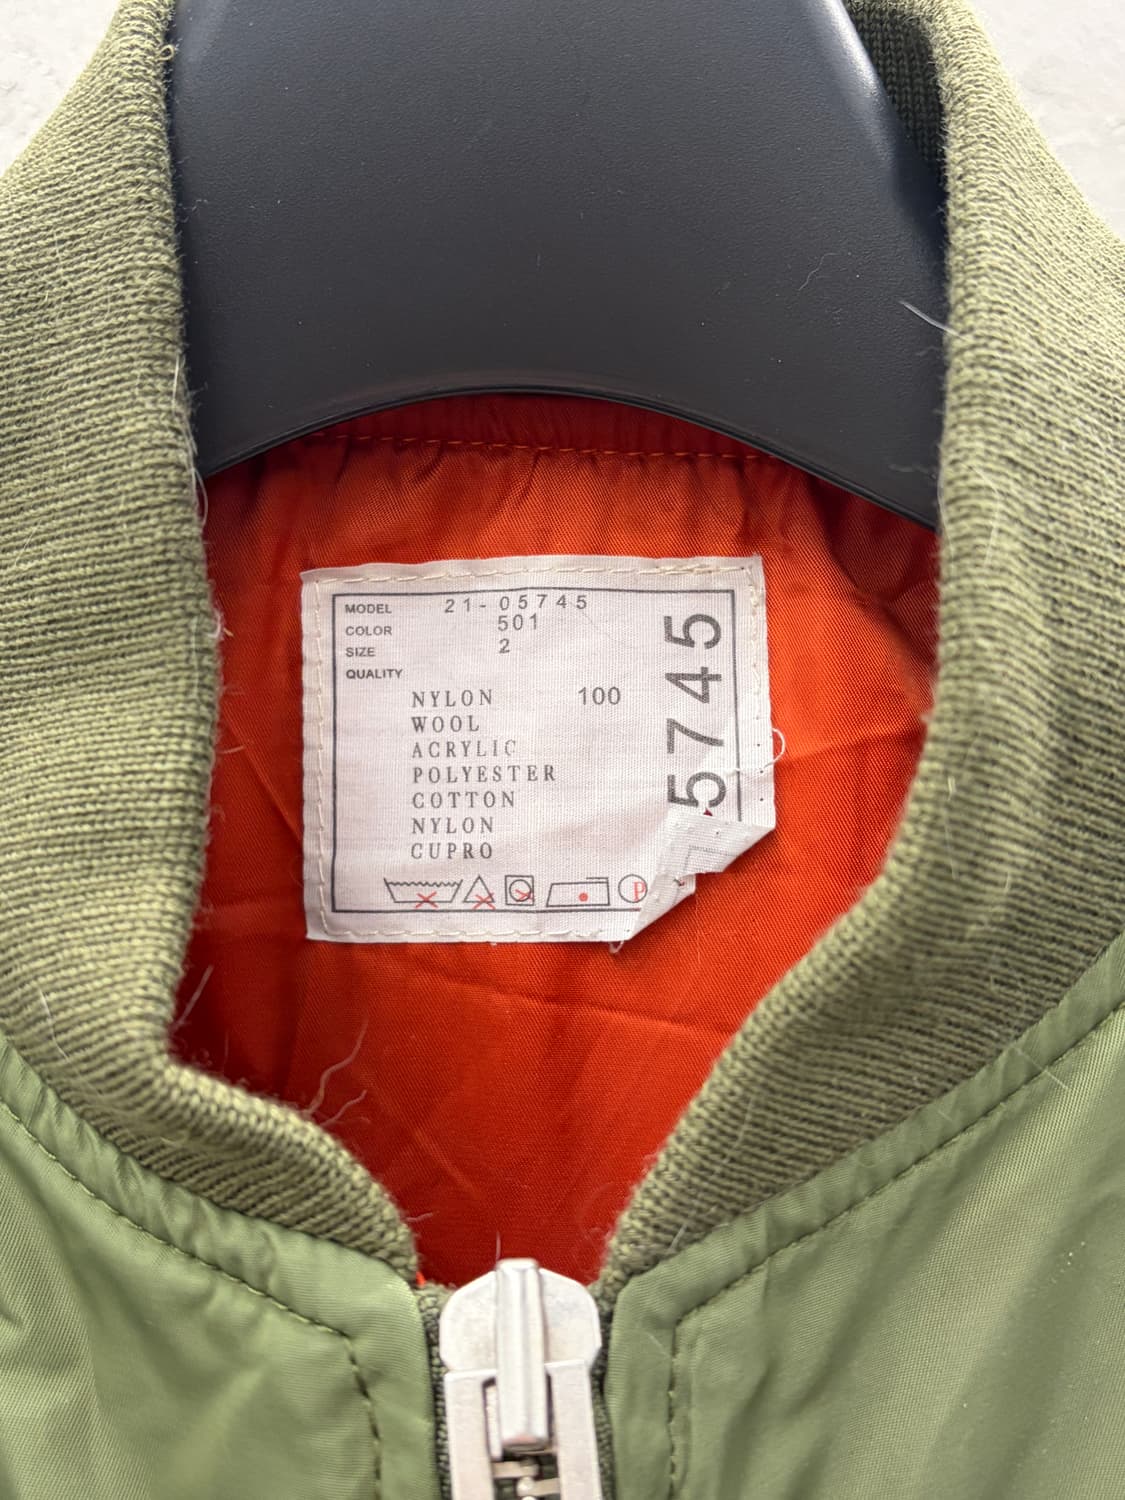 MODEL 21-05745
COLOR 501
SIZE 2
QUALITY
NYLON 100
WOOL
ACRYLIC
POLYESTER
COTTON
NYLON
CUPRO
P
5745